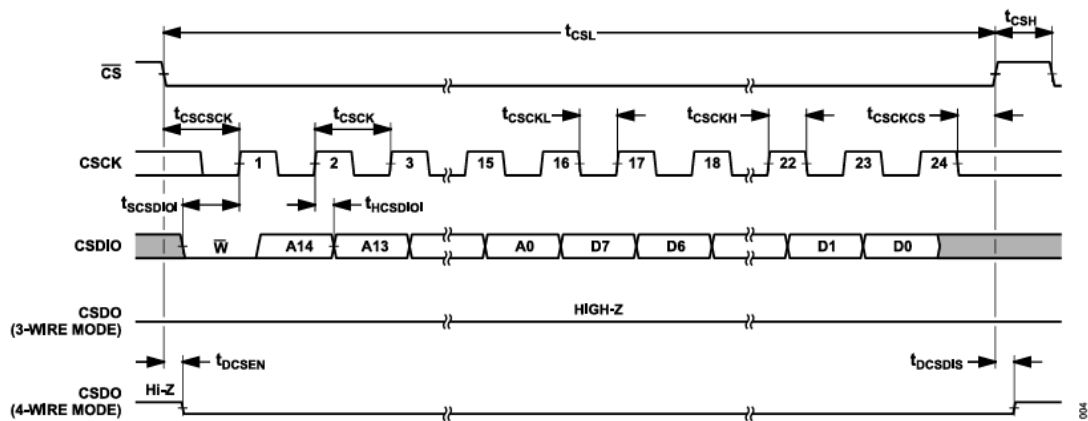 tCSL
tCSH
CS
tCSCSCK
tCSCK
tCSCKL
tCSCKH
tCSCKCS
CSCK
1 2 3 15 16 17 18 22 23 24
tSCSDIOI
tHCSDIOI
CSDIO
W A14 A13 A0 D7 D6 D1 D0
CSDO
(3-WIRE MODE)
HIGH-Z
tDCSEN
tDCSDIS
CSDO
(4-WIRE MODE)
Hi-Z
004